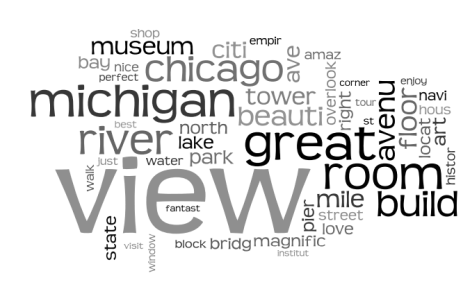 shop
empir
museum
citi
ave
amaz
bay
nice
perfect
chicago
overlook
corner
enjoy
michigan
tower
right
tour
avenu
floor
navi
hous
beauti
st
locat
art
best
river
north
lake
great
histor
just
water
park
room
walk
view
fantast
pier
mile
build
street
love
state
visit
window
block
bridg
magnific
institut